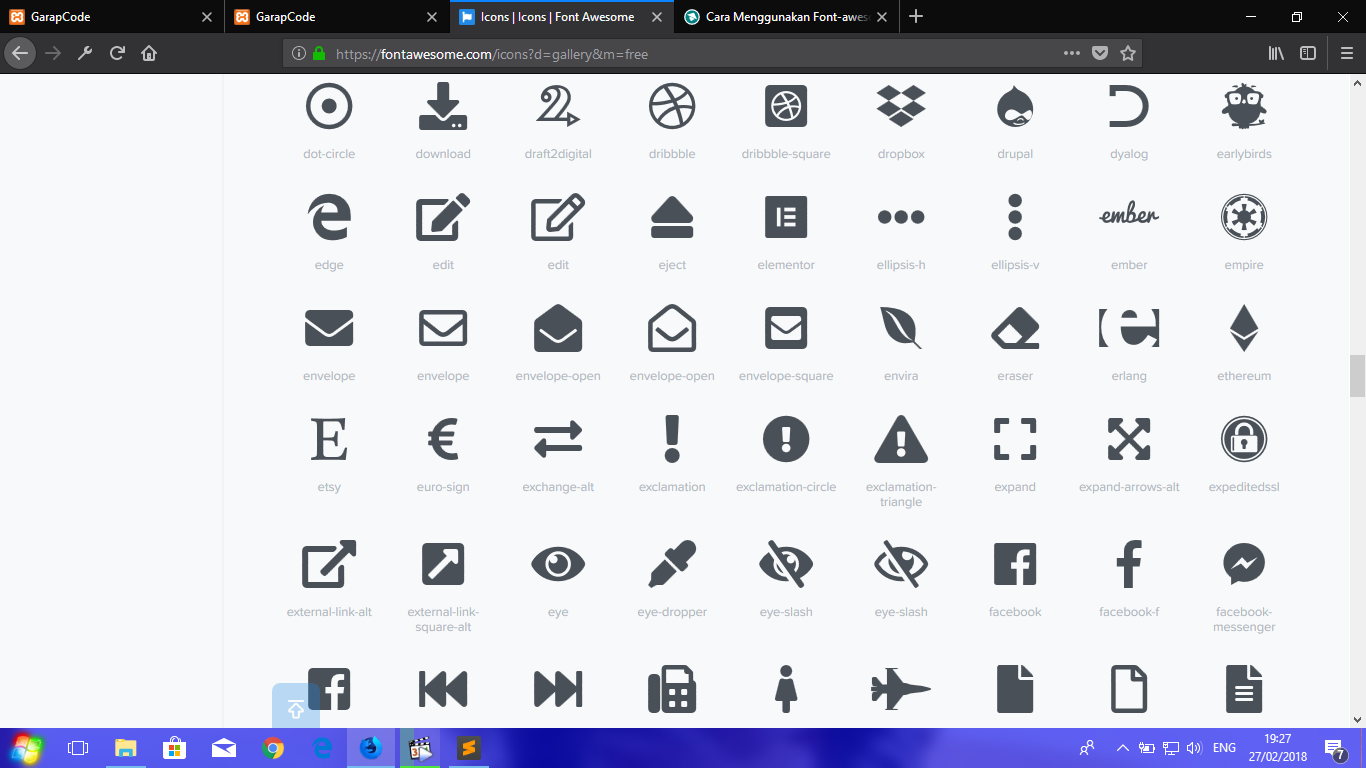 GarapCode
GarapCode
Icons | Icons | Font Awesome
Cara Menggunakan Font-awes
https://fontawesome.com/icons?d=gallery&m=free
dot-circle
download
draft2digital
dribbble
dribbble-square
dropbox
drupal
dyalog
earlybirds
ember
edge
edit
edit
eject
elementor
ellipsis-h
ellipsis-v
ember
empire
envelope
envelope
envelope-open
envelope-open
envelope-square
envira
eraser
erlang
ethereum
etsy
euro-sign
exchange-alt
exclamation
exclamation-circle
exclamation-
triangle
expand
expand-arrows-alt
expeditedssl
external-link-alt
external-link-
square-alt
eye
eye-dropper
eye-slash
eye-slash
facebook
facebook-f
facebook-
messenger
ENG
19:27
27/02/2018
7